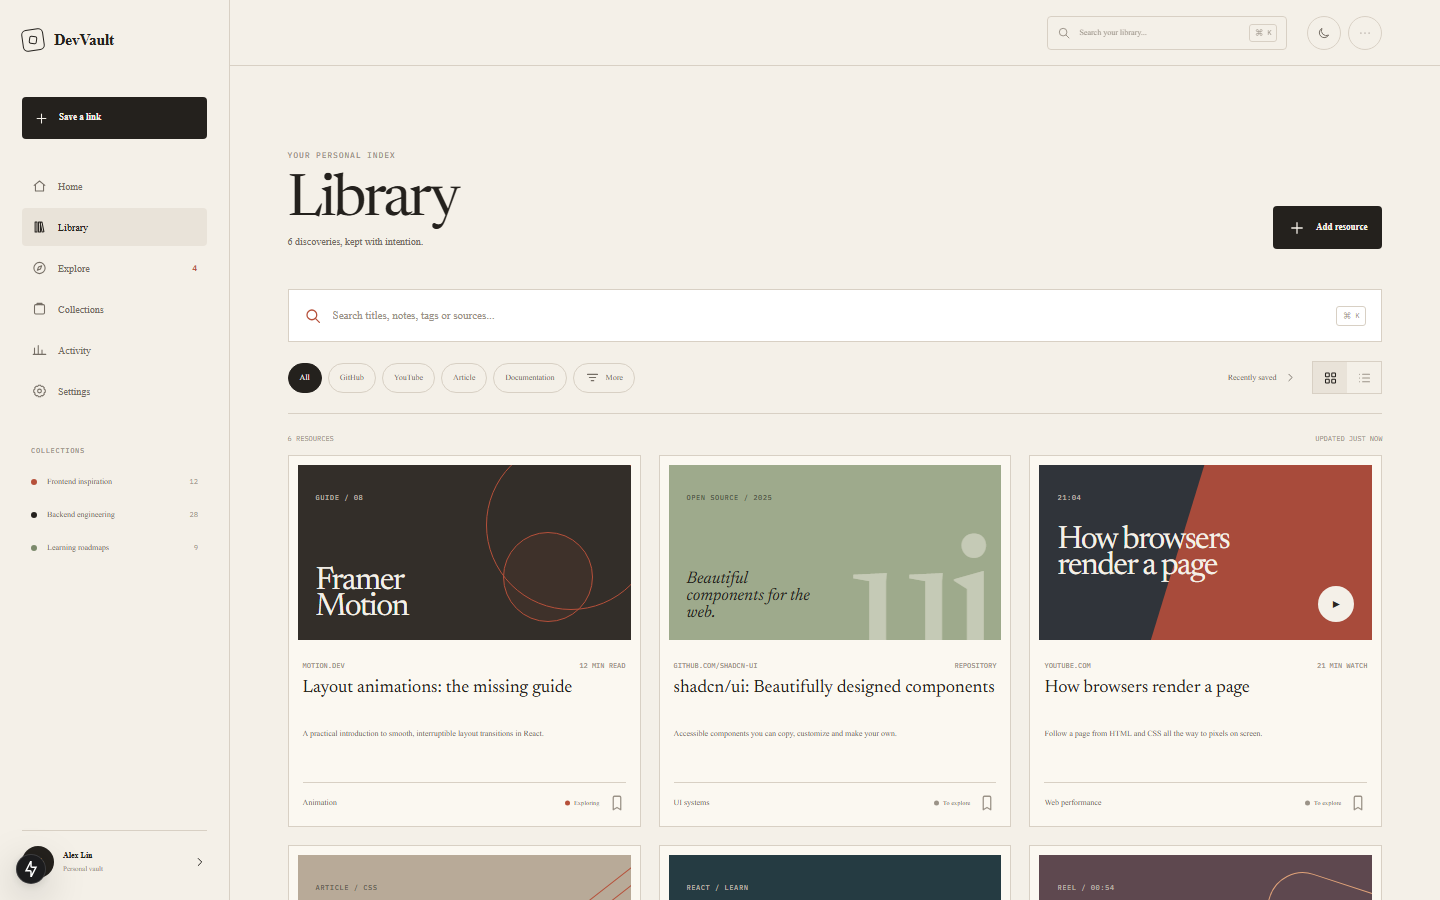 DevVault
Search your library...
⌘ K
Save a link
Home
Library
Explore
4
Collections
Activity
Settings
COLLECTIONS
Frontend inspiration
12
Backend engineering
28
Learning roadmaps
9
Alex Lin
Personal vault
YOUR PERSONAL INDEX
Library
6 discoveries, kept with intention.
Add resource
Search titles, notes, tags or sources...
⌘ K
All
GitHub
YouTube
Article
Documentation
More
Recently saved
6 RESOURCES
UPDATED JUST NOW
GUIDE / 08
Framer
Motion
MOTION.DEV
12 MIN READ
Layout animations: the missing guide
A practical introduction to smooth, interruptible layout transitions in React.
Animation
Exploring
OPEN SOURCE / 2025
Beautiful
components for the
web.
ui
GITHUB.COM/SHADCN-UI
REPOSITORY
shadcn/ui: Beautifully designed components
Accessible components you can copy, customize and make your own.
UI systems
To explore
21:04
How browsers
render a page
YOUTUBE.COM
21 MIN WATCH
How browsers render a page
Follow a page from HTML and CSS all the way to pixels on screen.
Web performance
To explore
ARTICLE / CSS
REACT / LEARN
REEL / 00:54